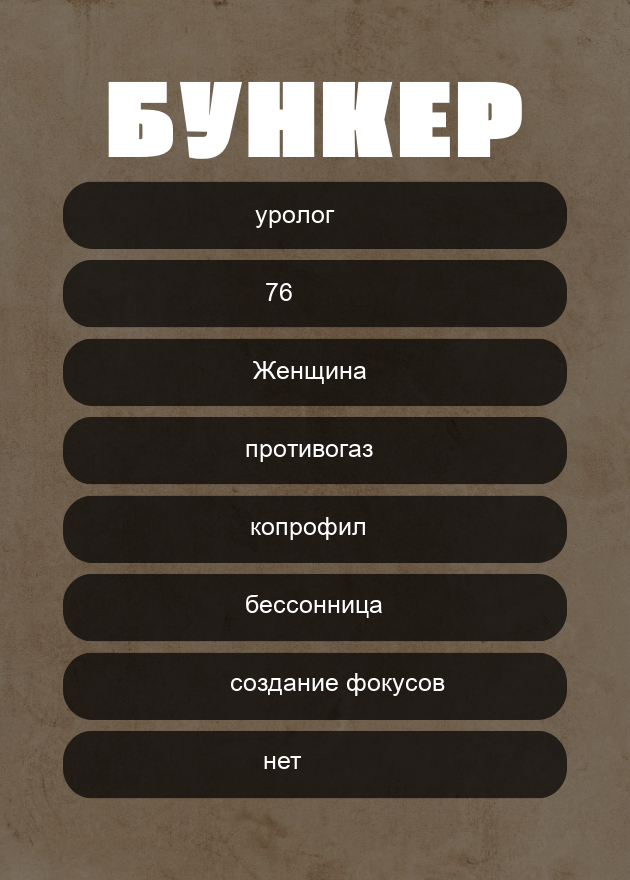 БУНКЕР
уролог
76
Женщина
противогаз
копрофил
бессонница
создание фокусов
нет